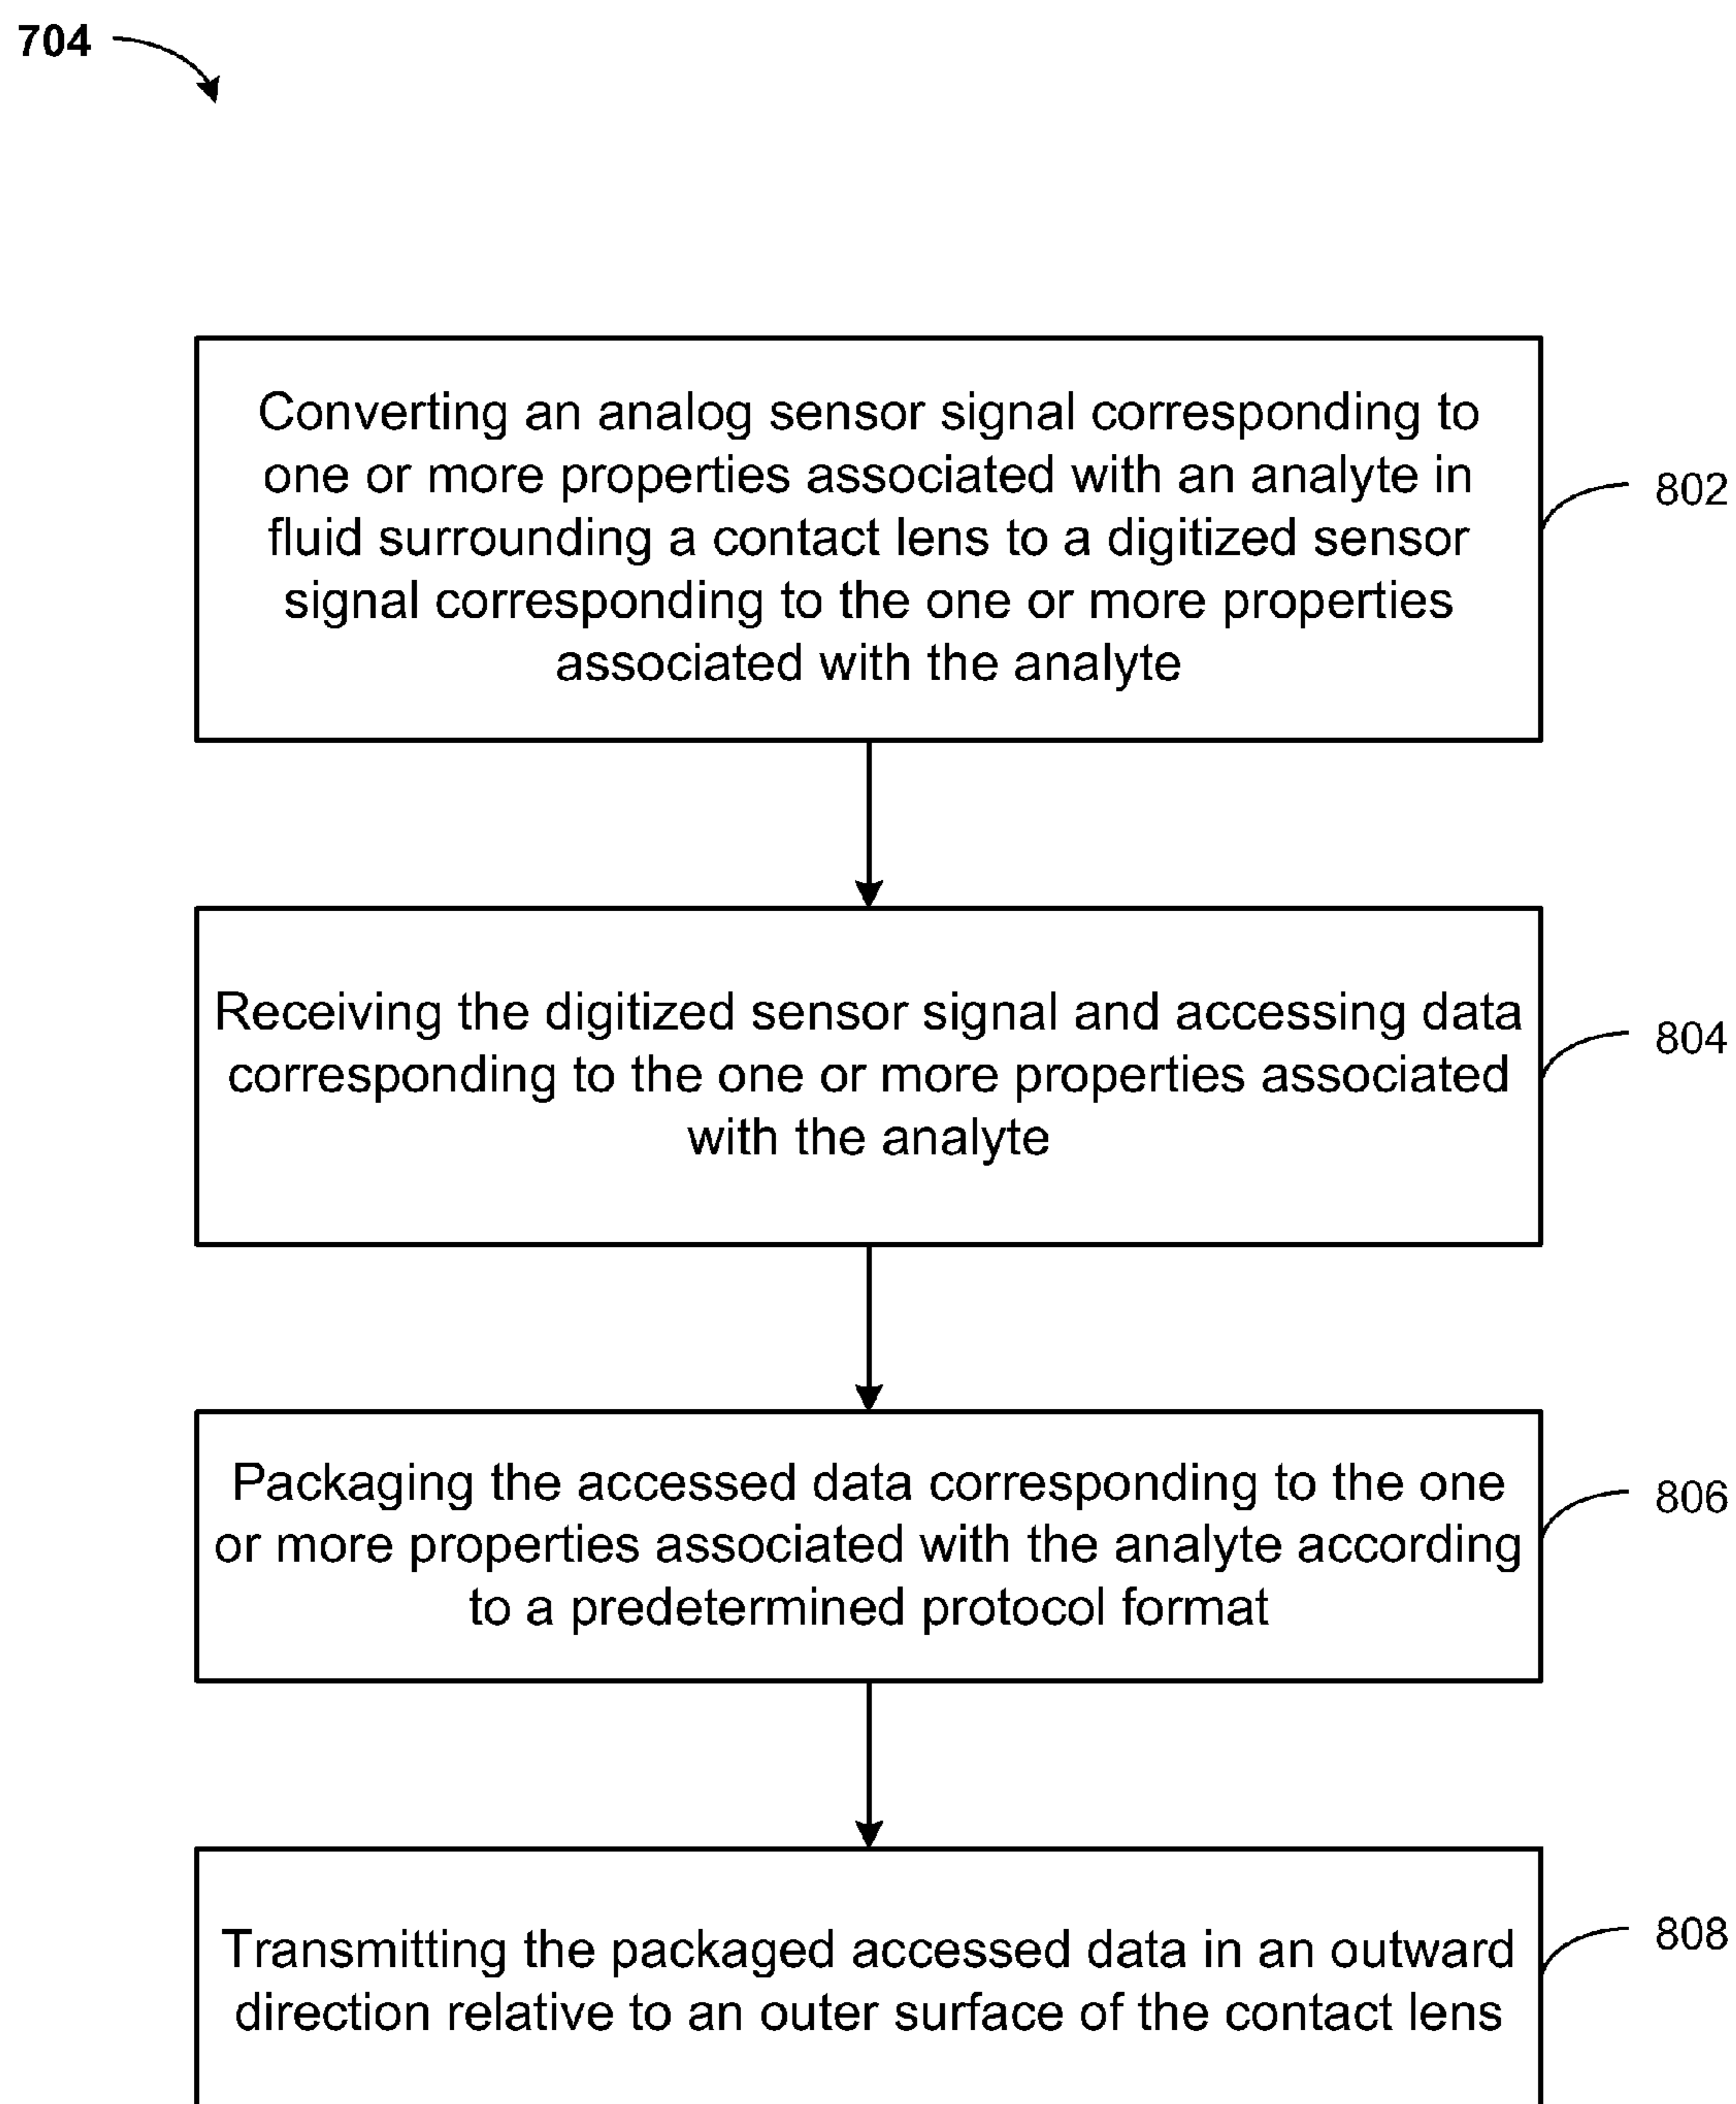 704
Converting an analog sensor signal corresponding to
one or more properties associated with an analyte in
fluid surrounding a contact lens to a digitized sensor
signal corresponding to the one or more properties
associated with the analyte
802
Receiving the digitized sensor signal and accessing data
corresponding to the one or more properties associated
with the analyte
804
Packaging the accessed data corresponding to the one
or more properties associated with the analyte according
to a predetermined protocol format
806
Transmitting the packaged accessed data in an outward
direction relative to an outer surface of the contact lens
808